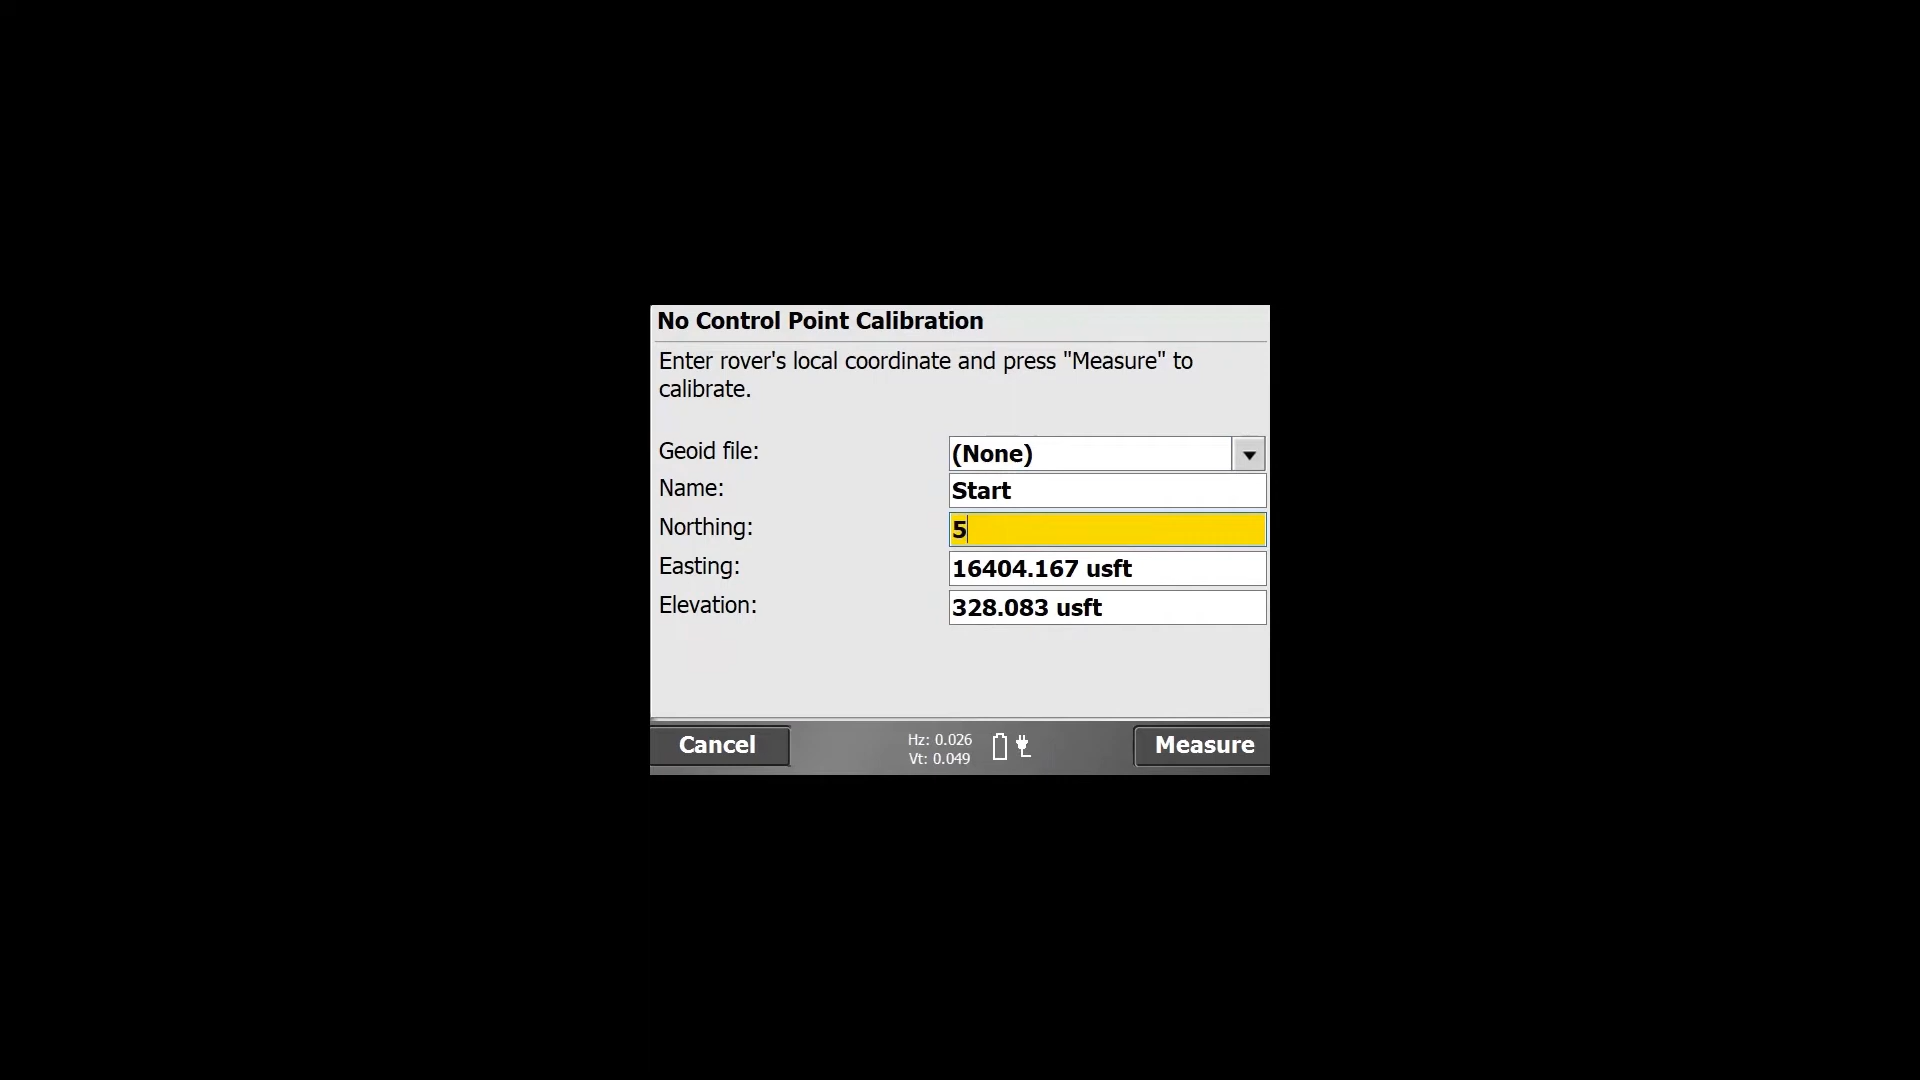 No Control Point Calibration
Enter rover's local coordinate and press "Measure" to
calibrate.
Geoid file: (None)
Name: Start
Northing: 5
Easting: 16404.167 usft
Elevation: 328.083 usft
Cancel Hz: 0.026 Measure
Vt: 0.049